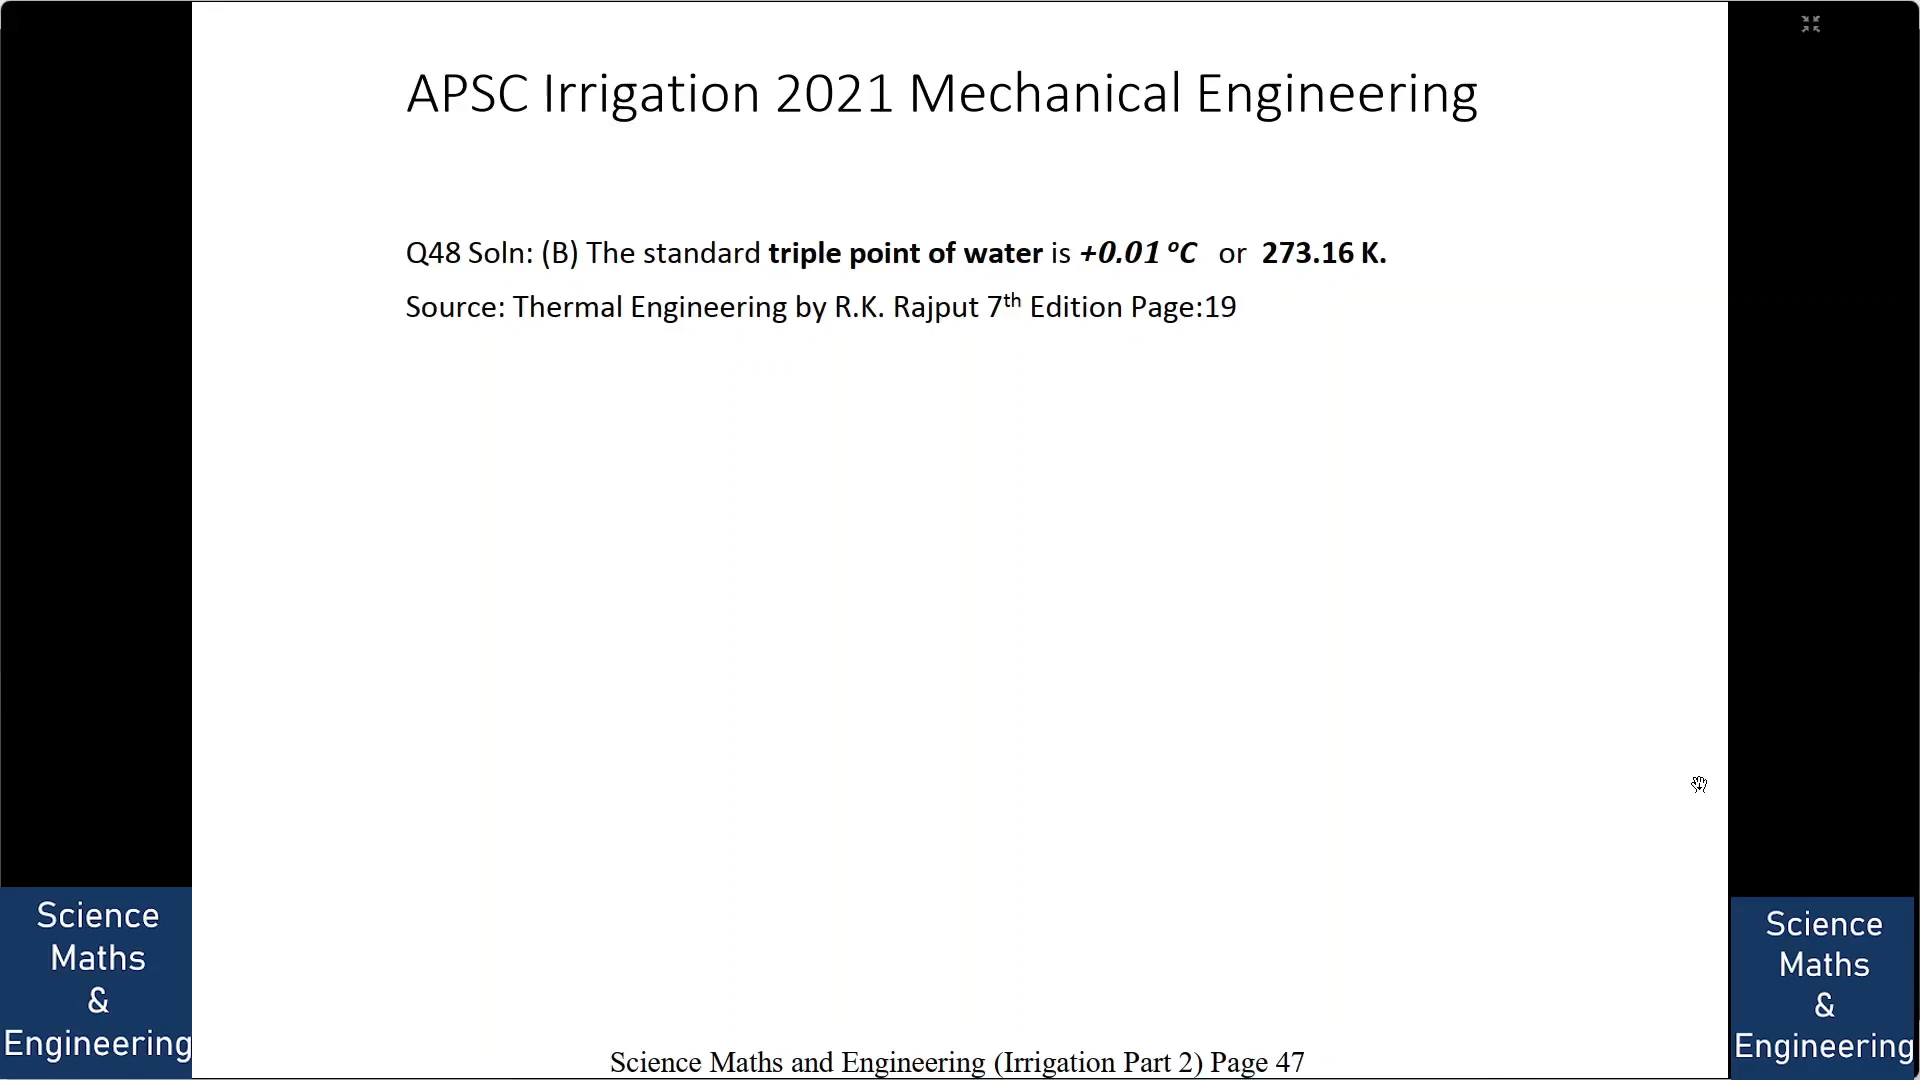 APSC Irrigation 2021 Mechanical Engineering
Q48 Soln: (B) The standard triple point of water is +0.01 ºC or 273.16 K.
Source: Thermal Engineering by R.K. Rajput 7th Edition Page:19
Science
Maths
&
Engineering
Science
Maths
&
Engineering
Science Maths and Engineering (Irrigation Part 2) Page 47